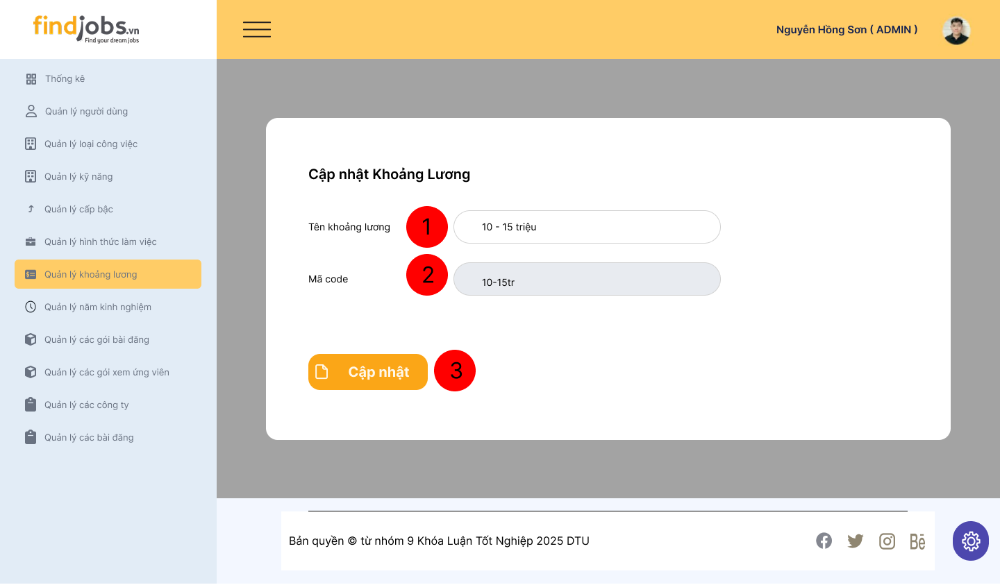 findjobs.vn
Find your dream jobs
Nguyễn Hồng Sơn ( ADMIN )
Thống kê
Quản lý người dùng
Quản lý loại công việc
Quản lý kỹ năng
Quản lý cấp bậc
Quản lý hình thức làm việc
Quản lý khoảng lương
Quản lý năm kinh nghiệm
Quản lý các gói bài đăng
Quản lý các gói xem ứng viên
Quản lý các công ty
Quản lý các bài đăng
Cập nhật Khoảng Lương
Tên khoảng lương 1 10 - 15 triệu
Mã code 2 10-15tr
Cập nhật 3
Bản quyền © từ nhóm 9 Khóa Luận Tốt Nghiệp 2025 DTU